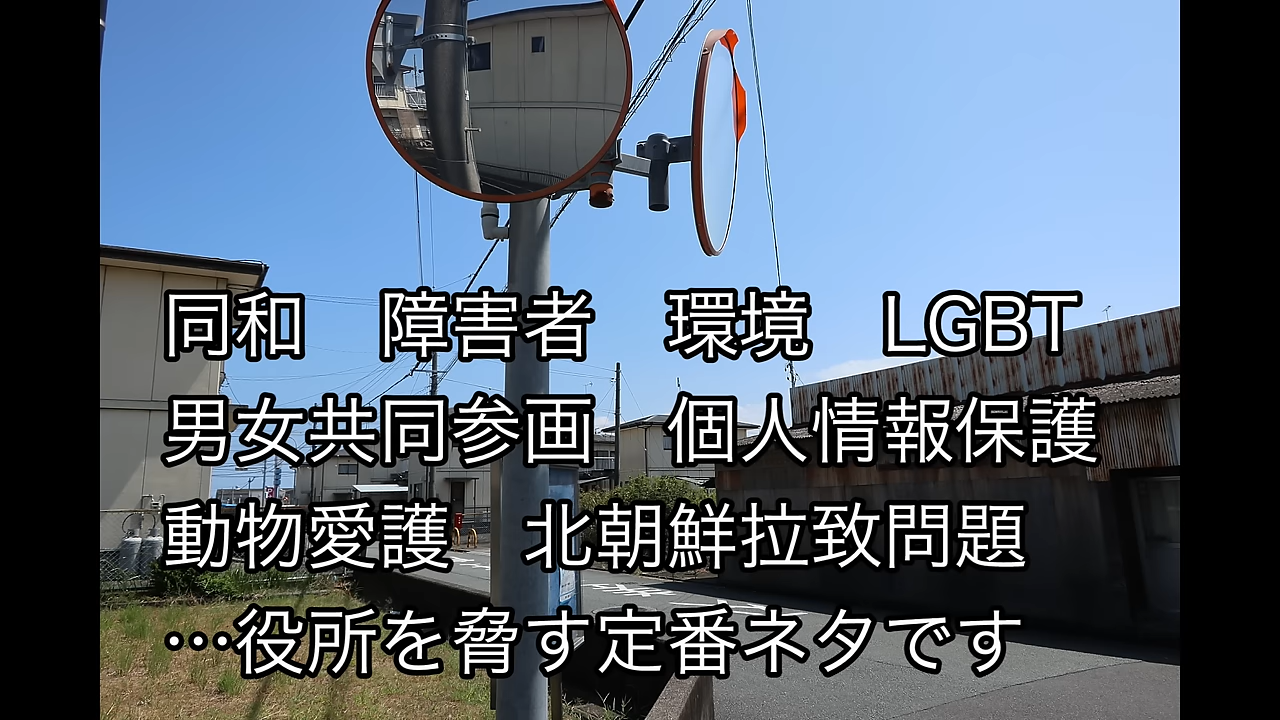 同和　障害者　環境　LGBT
男女共同参画　個人情報保護
動物愛護　北朝鮮拉致問題
…役所を脅す定番ネタです